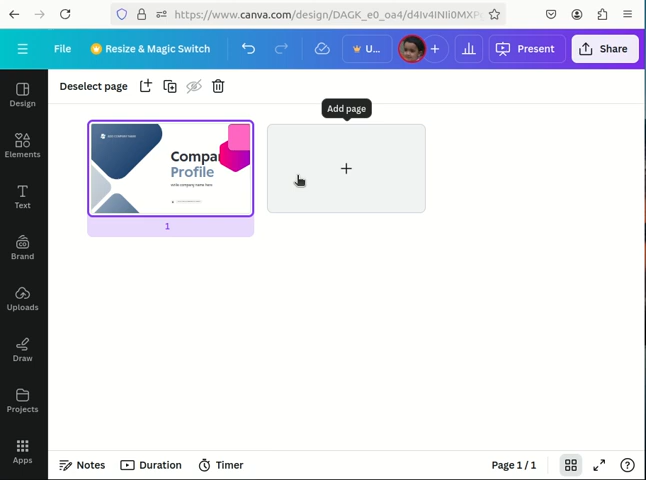 https://www.canva.com/design/DAGK_e0_oa4/d4Iv4INIi0MXP
File
Resize & Magic Switch
U...
Present
Share
Design
Elements
Text
Brand
Uploads
Draw
Projects
Apps
Deselect page
Add page
Compa
Profile
1
Notes
Duration
Timer
Page 1 / 1